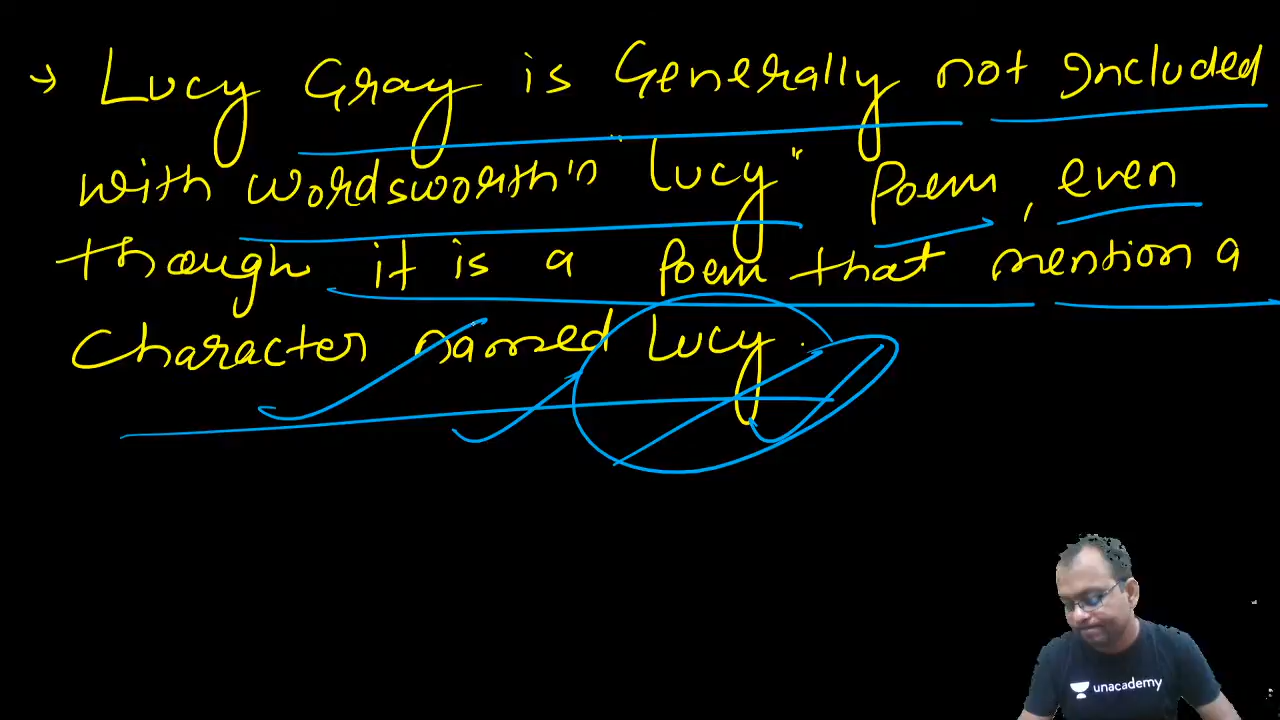 → Lucy Gray is Generally not Included
with Wordsworth's "Lucy" Poem, even
though it is a Poem that mention a
Character named Lucy.
unacademy